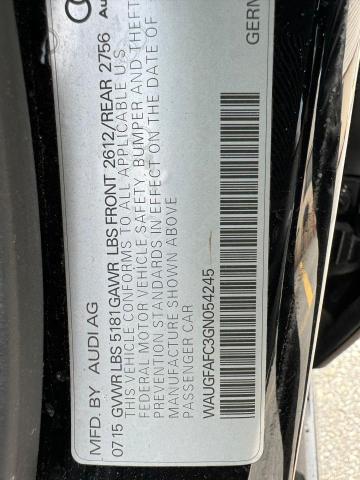 MFD. BY AUDI AG
GERN
0715 GVWR LBS 5181 GAWR LBS FRONT 2612/REAR 2756
THIS VEHICLE CONFORMS TO ALL APPLICABLE U.S.
FEDERAL MOTOR VEHICLE SAFETY, BUMPER AND THEFT
PREVENTION STANDARDS IN EFFECT ON THE DATE OF
MANUFACTURE SHOWN ABOVE
PASSENGER CAR
WAUGFAFC3GN054245